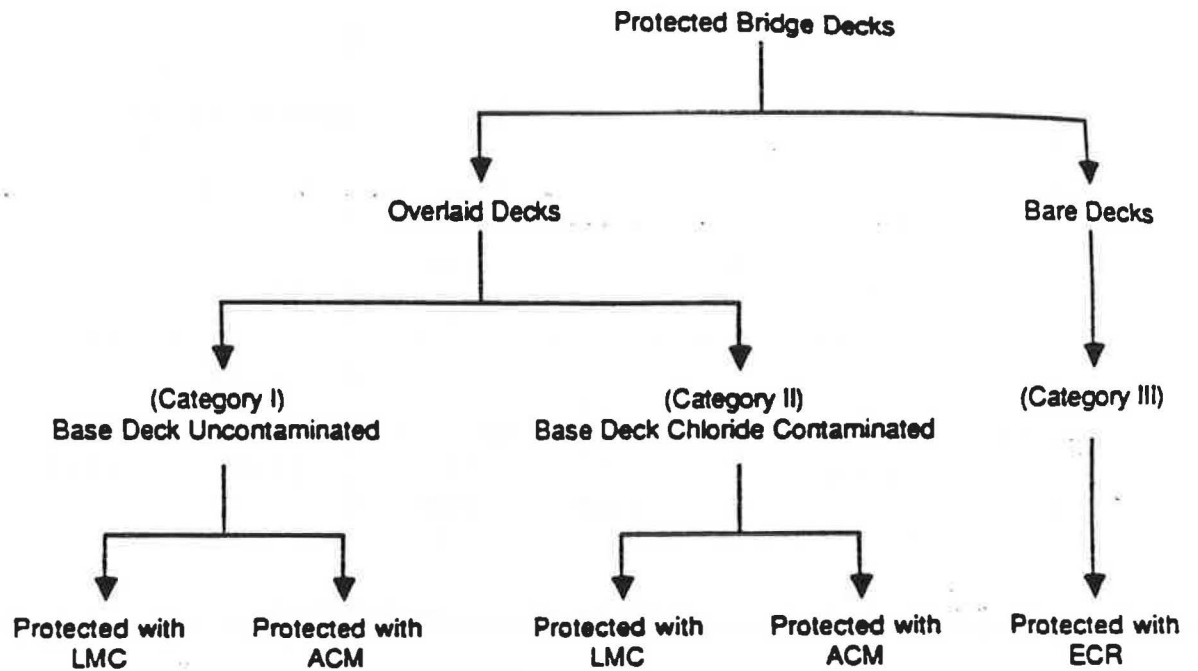 Protected Bridge Decks
Overlaid Decks
Bare Decks
(Category I)
Base Deck Uncontaminated
(Category II)
Base Deck Chloride Contaminated
(Category III)
Protected with
LMC
Protected with
ACM
Protected with
LMC
Protected with
ACM
Protected with
ECR